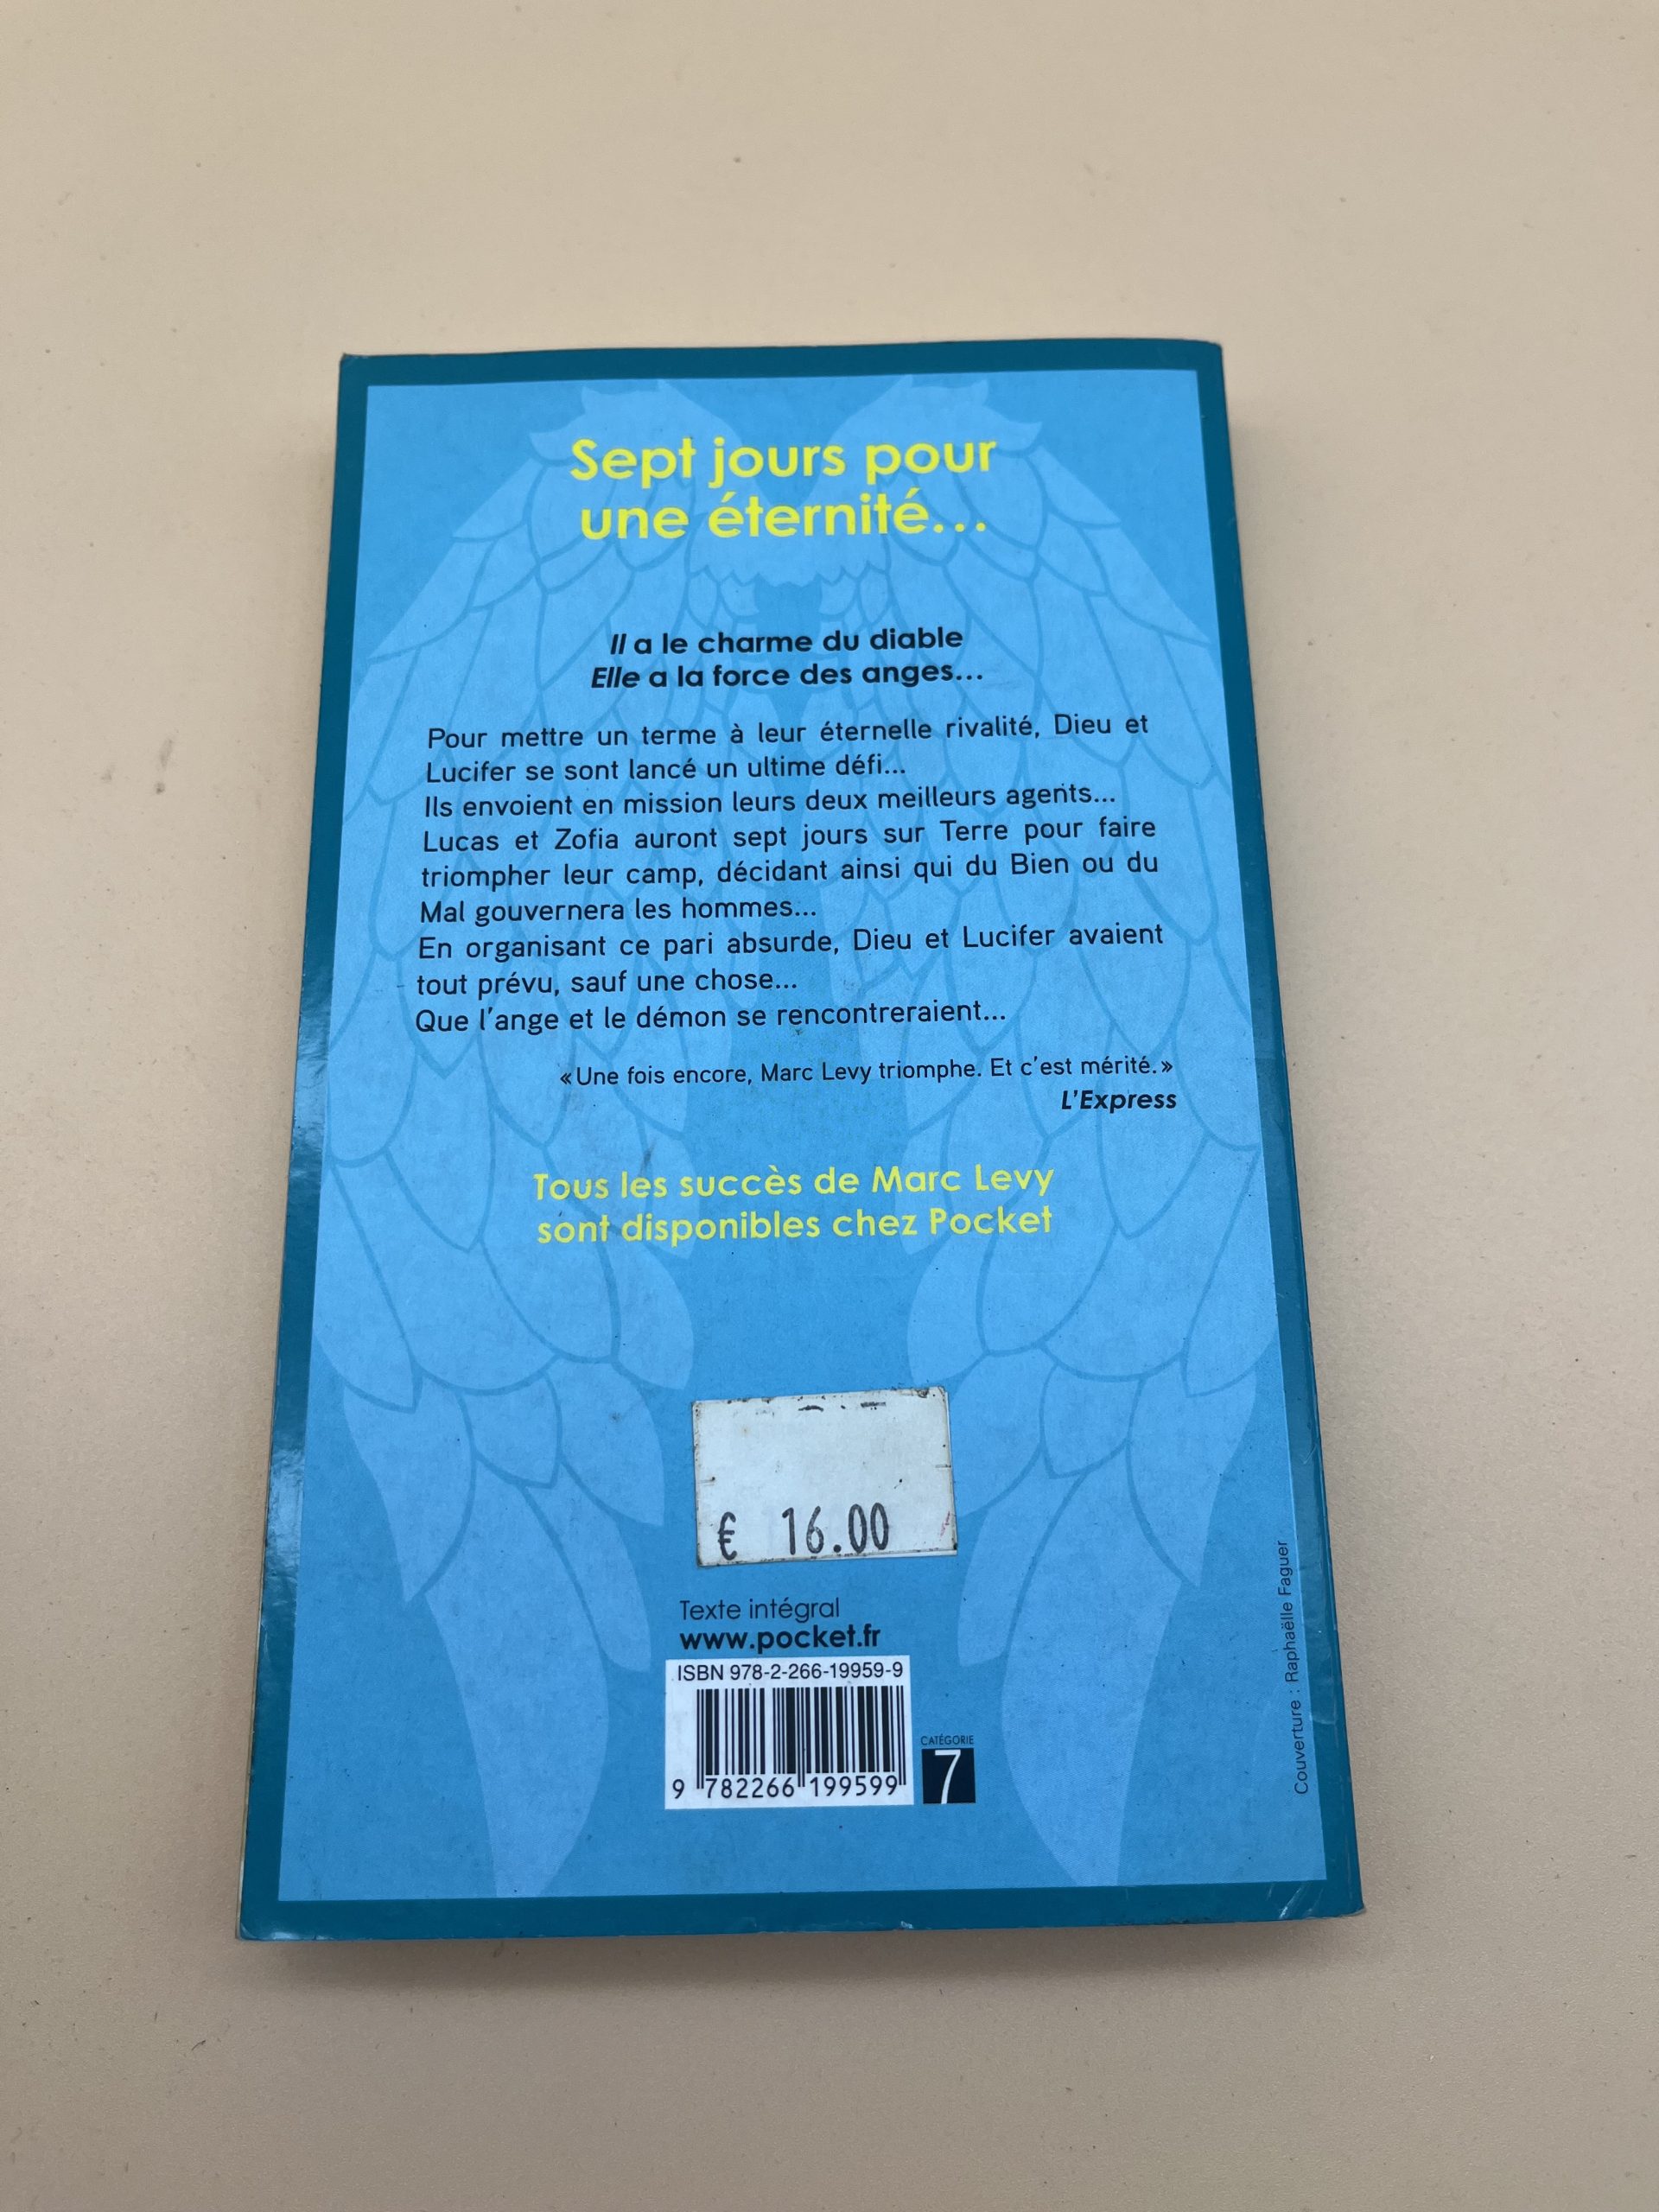 Sept jours pour
une éternité...
Il a le charme du diable
Elle a la force des anges...
Pour mettre un terme à leur éternelle rivalité, Dieu et
Lucifer se sont lancé un ultime défi...
Ils envoient en mission leurs deux meilleurs agents...
Lucas et Zofia auront sept jours sur Terre pour faire
triompher leur camp, décidant ainsi qui du Bien ou du
Mal gouvernera les hommes...
En organisant ce pari absurde, Dieu et Lucifer avaient
tout prévu, sauf une chose...
Que l'ange et le démon se rencontreraient...
« Une fois encore, Marc Levy triomphe. Et c'est mérité. »
L'Express
Tous les succès de Marc Levy
sont disponibles chez Pocket
€ 16.00
Texte intégral
www.pocket.fr
ISBN 978-2-266-19959-9
9 782266 199599
CATÉGORIE
7
Couverture : Raphaëlle Faguer